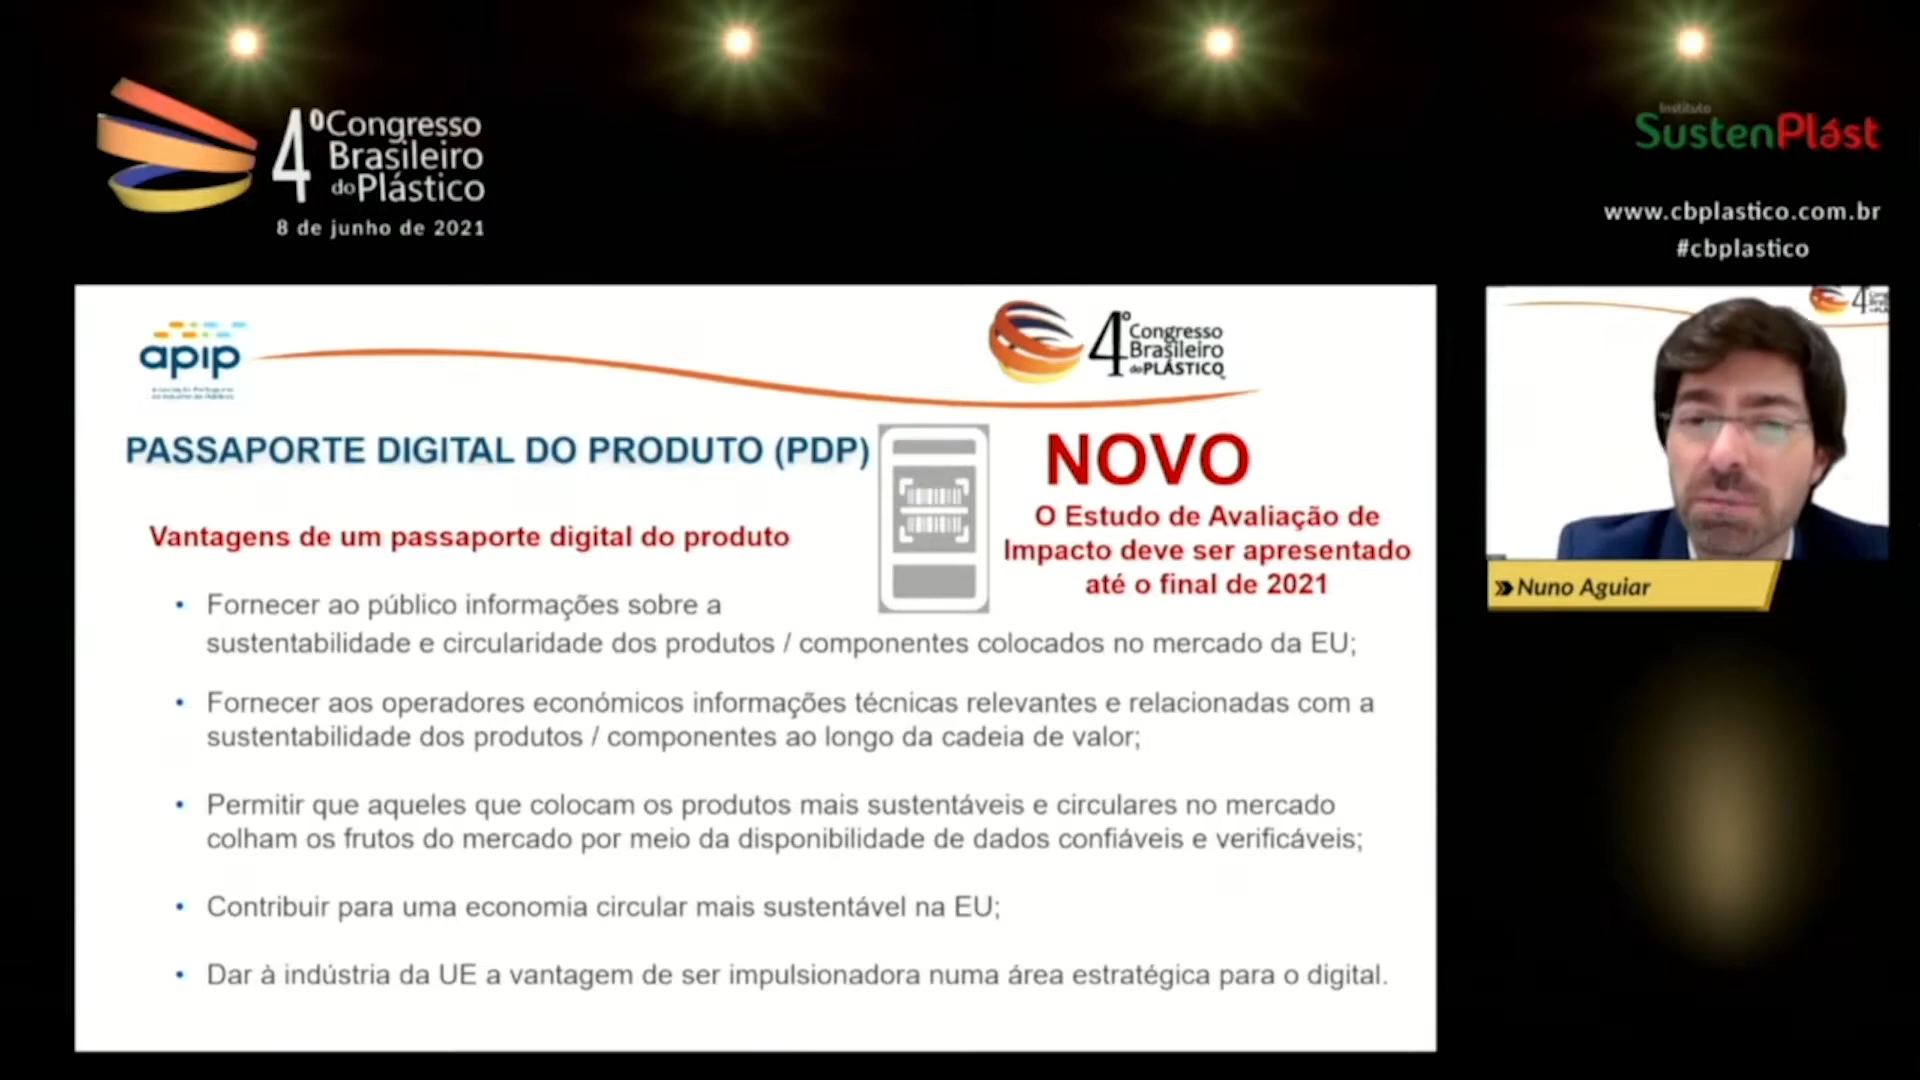 4º Congresso
Brasileiro
do Plástico
8 de junho de 2021
Instituto
SustenPlást
www.cbplastico.com.br
#cbplastico
apip
4º Congresso
Brasileiro
do PLÁSTICO
PASSAPORTE DIGITAL DO PRODUTO (PDP)
NOVO
O Estudo de Avaliação de
Impacto deve ser apresentado
até o final de 2021
Vantagens de um passaporte digital do produto
• Fornecer ao público informações sobre a
sustentabilidade e circularidade dos produtos / componentes colocados no mercado da EU;
• Fornecer aos operadores económicos informações técnicas relevantes e relacionadas com a
sustentabilidade dos produtos / componentes ao longo da cadeia de valor;
• Permitir que aqueles que colocam os produtos mais sustentáveis e circulares no mercado
colham os frutos do mercado por meio da disponibilidade de dados confiáveis e verificáveis;
• Contribuir para uma economia circular mais sustentável na EU;
• Dar à indústria da UE a vantagem de ser impulsionadora numa área estratégica para o digital.
4º
Nuno Aguiar